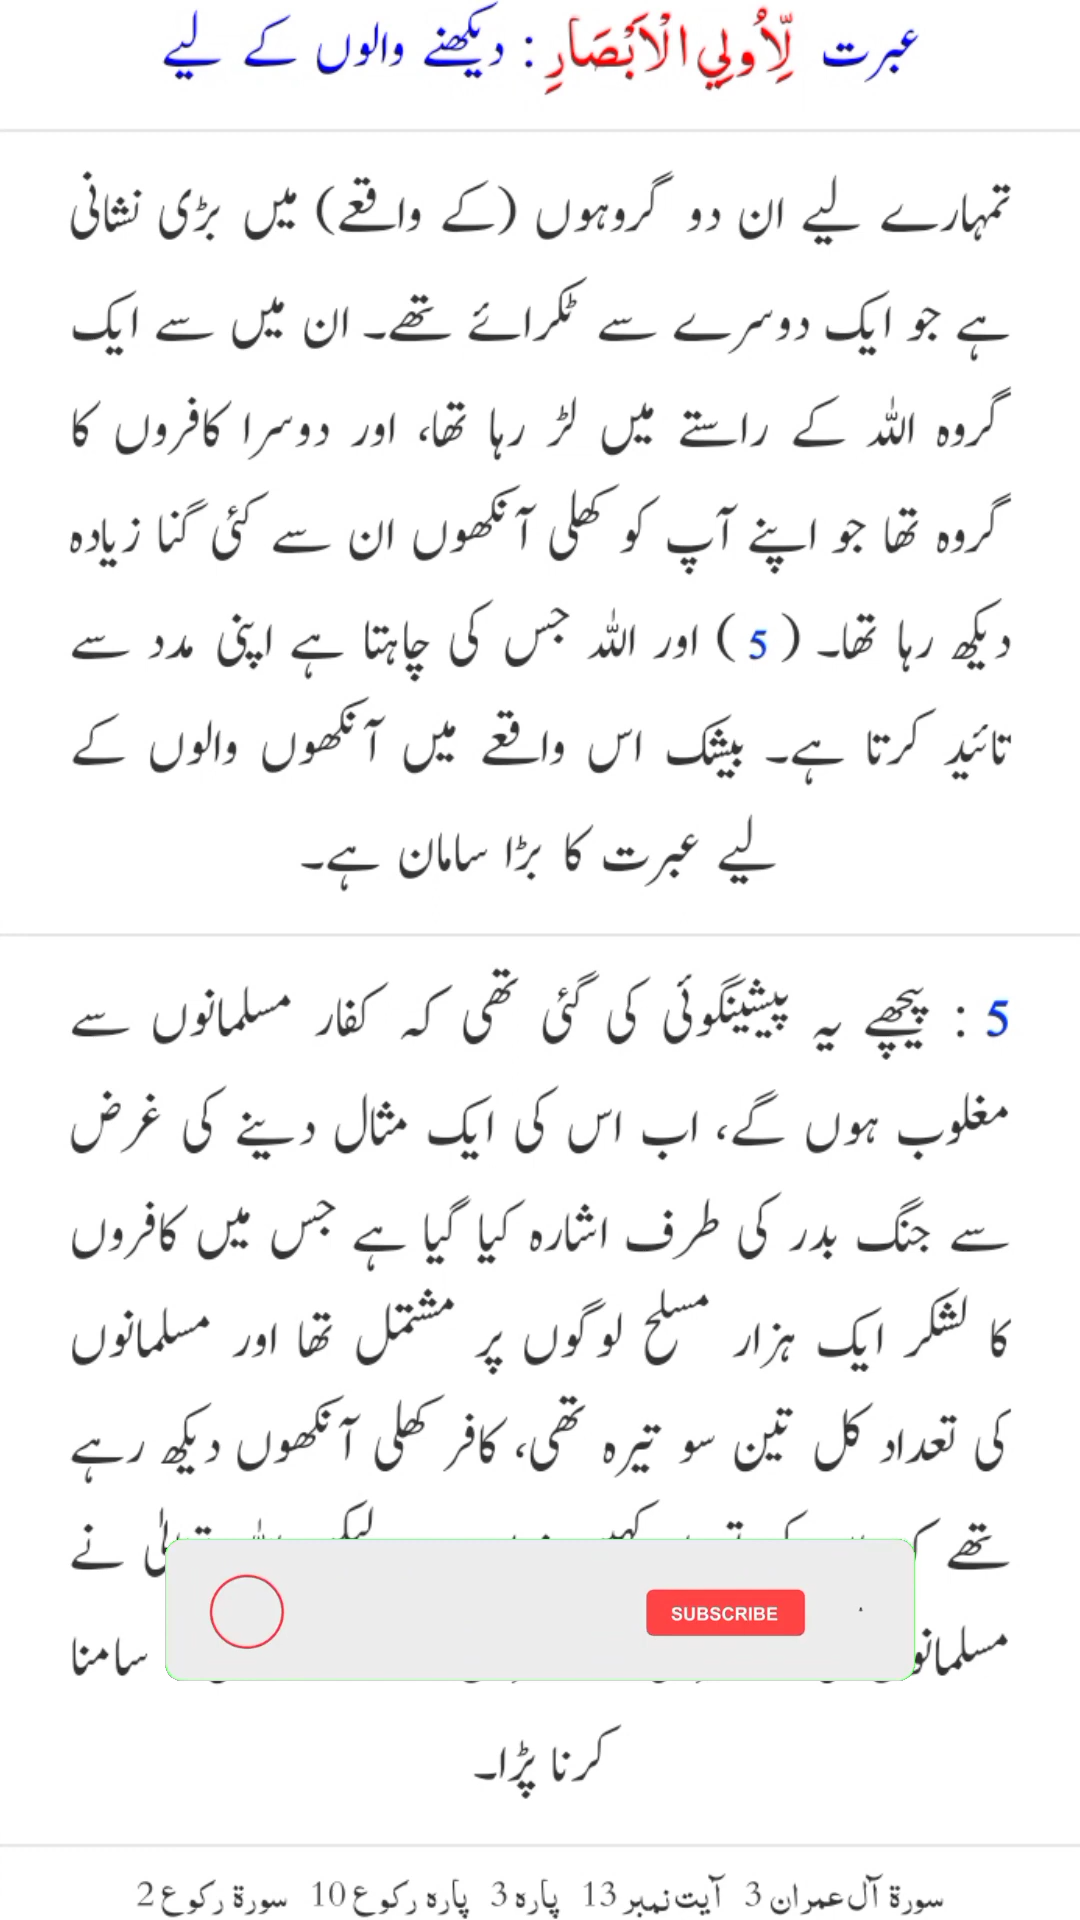 عبرت لِّاُولِي الْاَبْصَارِ : دیکھنے والوں کے لیے
تمہارے لیے ان دو گروہوں (کے واقعے) میں بڑی نشانی
ہے جو ایک دوسرے سے ٹکرائے تھے۔ ان میں سے ایک
گروہ اللہ کے راستے میں لڑ رہا تھا، اور دوسرا کافروں کا
گروہ تھا جو اپنے آپ کو کھلی آنکھوں ان سے کئی گنا زیادہ
دیکھ رہا تھا۔ (5) اور اللہ جس کی چاہتا ہے اپنی مدد سے
تائید کرتا ہے۔ بیشک اس واقعے میں آنکھوں والوں کے
لیے عبرت کا بڑا سامان ہے۔
5 : پیچھے یہ پیشینگوئی کی گئی تھی کہ کفار مسلمانوں سے
مغلوب ہوں گے، اب اس کی ایک مثال دینے کی غرض
سے جنگ بدر کی طرف اشارہ کیا گیا ہے جس میں کافروں
کا لشکر ایک ہزار مسلح لوگوں پر مشتمل تھا اور مسلمانوں
کی تعداد کل تین سو تیرہ تھی، کافر کھلی آنکھوں دیکھ رہے
تھے نے
SUBSCRIBE
سامنا
کرنا پڑا۔
سورۃ آل عمران 3 آیت نمبر 13 پارہ 3 پارہ رکوع 10 سورۃ رکوع 2